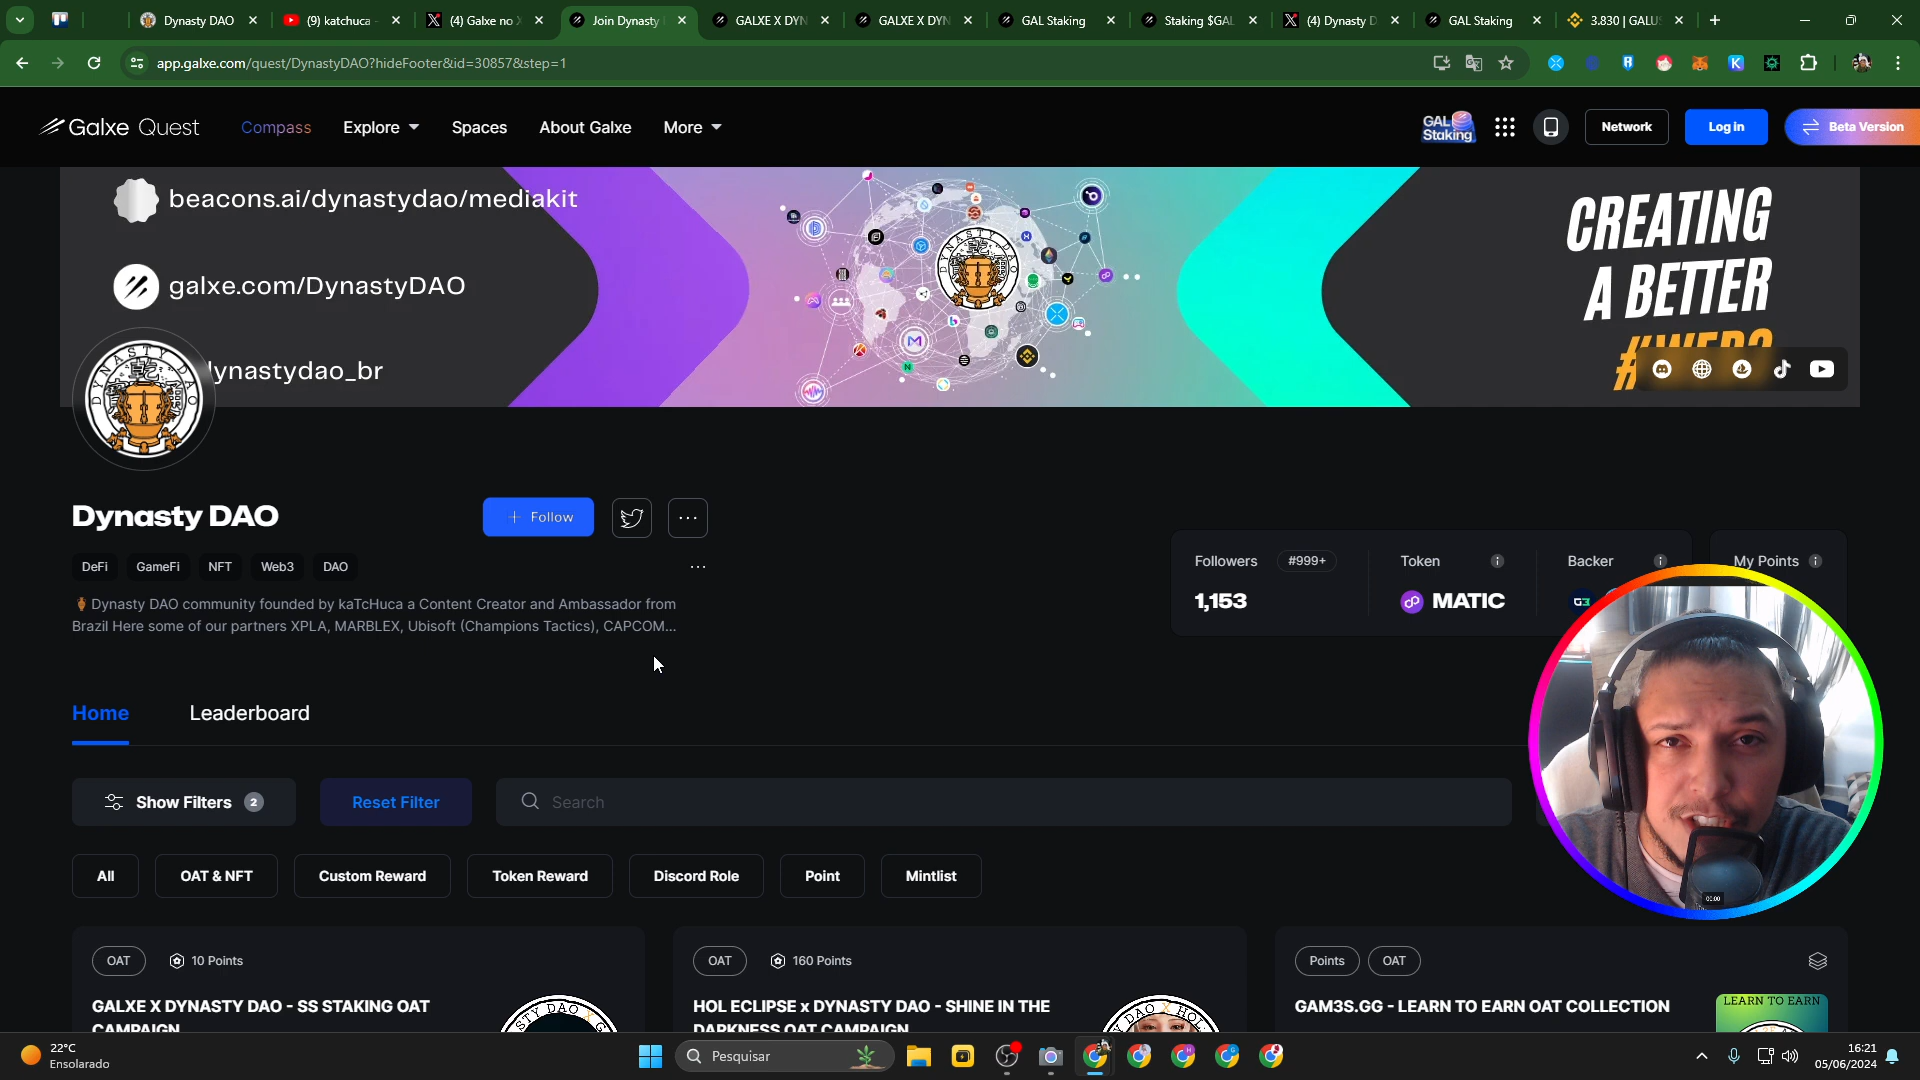 Dynasty DAO
(9) katchuca -
(4) Galxe no X
Join Dynasty
GALXE X DYN
GALXE X DYN
GAL Staking
Staking $GAL
(4) Dynasty D
GAL Staking
3.830 | GALUS
app.galxe.com/quest/DynastyDAO?hideFooter&id=30857&step=1
Galxe Quest
Compass
Explore
Spaces
About Galxe
More
GAL
Staking
Network
Log in
Beta Version
beacons.ai/dynastydao/mediakit
galxe.com/DynastyDAO
ynastydao_br
DYNASTY DAO
DYNASTY DAO
CREATING
A BETTER
#WEB3
Dynasty DAO
+ Follow
DeFi
GameFi
NFT
Web3
DAO
Dynasty DAO community founded by kaTcHuca a Content Creator and Ambassador from
Brazil Here some of our partners XPLA, MARBLEX, Ubisoft (Champions Tactics), CAPCOM...
Followers
#999+
1,153
Token
MATIC
Backer
G3
My Points
Home
Leaderboard
Show Filters 2
Reset Filter
Search
All
OAT & NFT
Custom Reward
Token Reward
Discord Role
Point
Mintlist
OAT
10 Points
GALXE X DYNASTY DAO - SS STAKING OAT
CAMPAIGN
OAT
160 Points
HOL ECLIPSE x DYNASTY DAO - SHINE IN THE
DARKNESS OAT CAMPAIGN
Points
OAT
GAM3S.GG - LEARN TO EARN OAT COLLECTION
LEARN TO EARN
22°C
Ensolarado
Pesquisar
16:21
05/06/2024